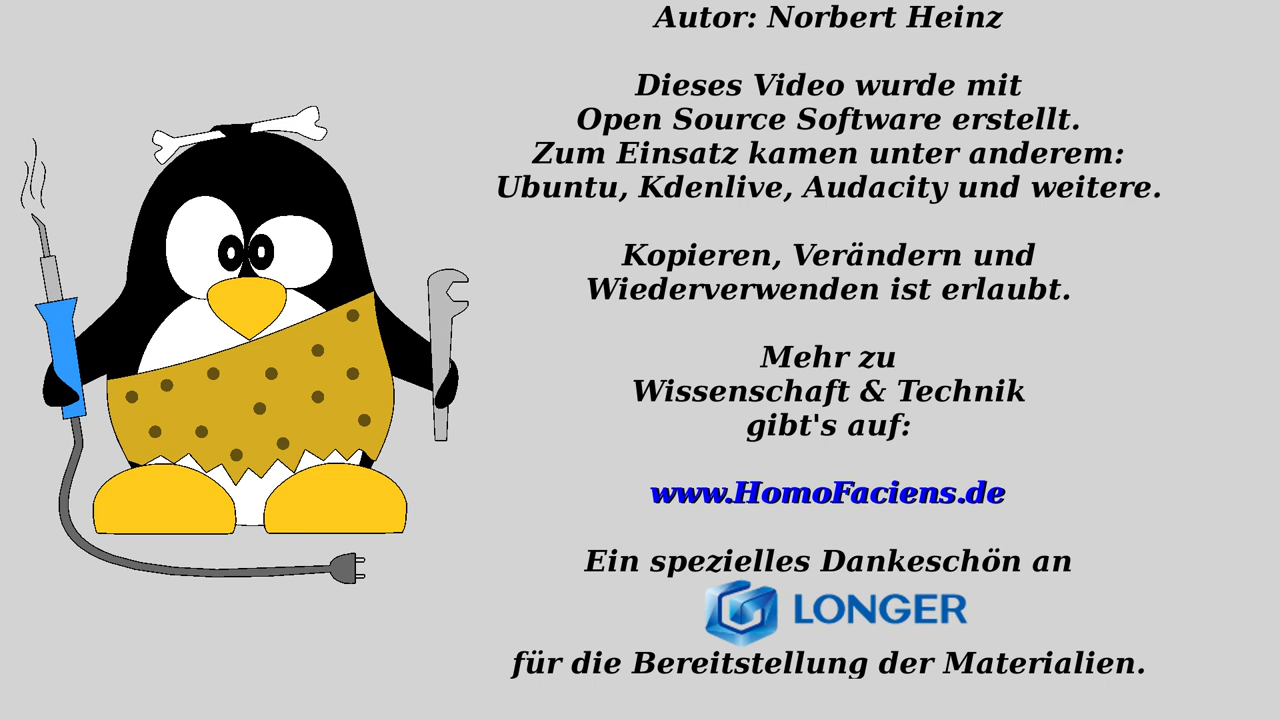 Autor: Norbert Heinz
Dieses Video wurde mit
Open Source Software erstellt.
Zum Einsatz kamen unter anderem:
Ubuntu, Kdenlive, Audacity und weitere.
Kopieren, Verändern und
Wiederverwenden ist erlaubt.
Mehr zu
Wissenschaft & Technik
gibt's auf:
www.HomoFaciens.de
Ein spezielles Dankeschön an
LONGER
für die Bereitstellung der Materialien.